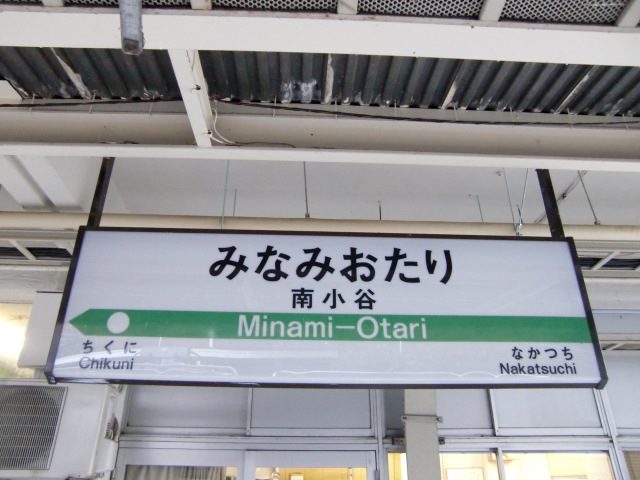 みなみおたり
南小谷
Minami-Otari
ちくに
Chikuni
なかつち
Nakatsuchi